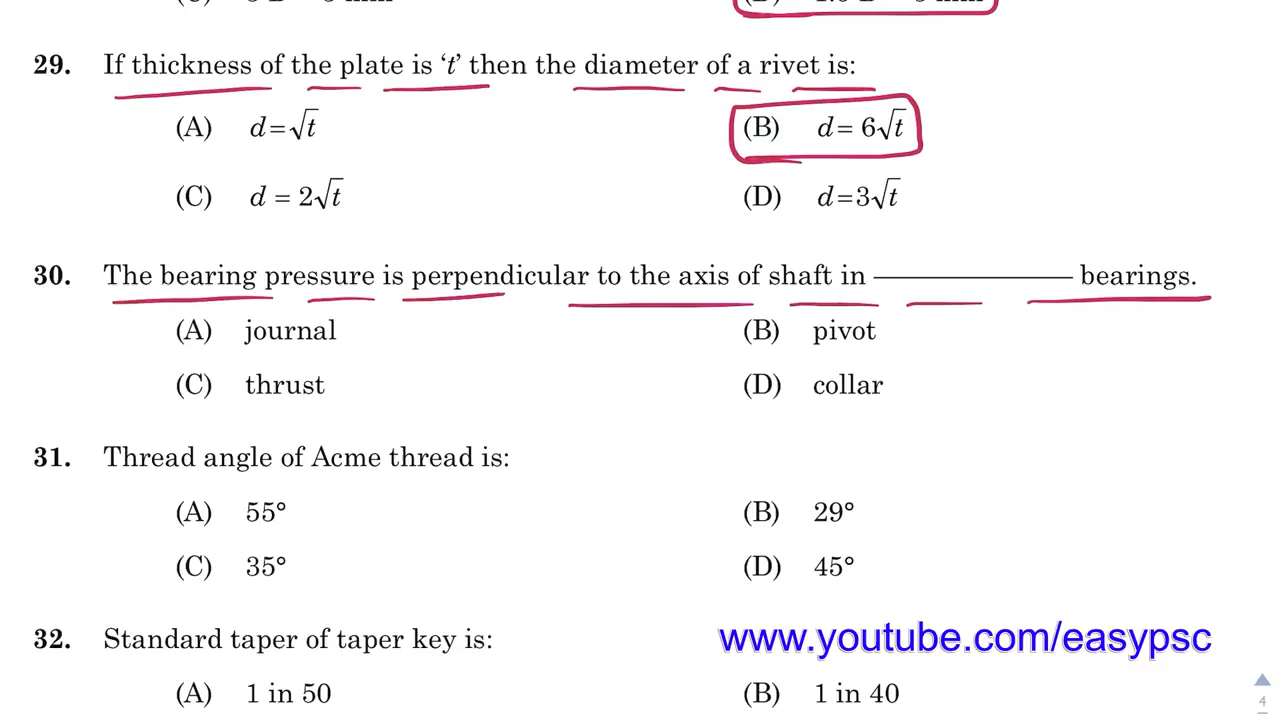 29. If thickness of the plate is ‘t’ then the diameter of a rivet is:
(A) d=√t (B) d= 6√t
(C) d = 2√t (D) d=3√t
30. The bearing pressure is perpendicular to the axis of shaft in ———————— bearings.
(A) journal (B) pivot
(C) thrust (D) collar
31. Thread angle of Acme thread is:
(A) 55° (B) 29°
(C) 35° (D) 45°
32. Standard taper of taper key is:
www.youtube.com/easypsc
(A) 1 in 50 (B) 1 in 40
4